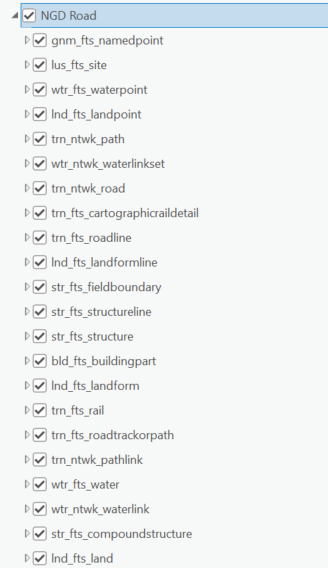 NGD Road
gnm_fts_namedpoint
lus_fts_site
wtr_fts_waterpoint
lnd_fts_landpoint
trn_ntwk_path
wtr_ntwk_waterlinkset
trn_ntwk_road
trn_fts_cartographicraildetail
trn_fts_roadline
lnd_fts_landformline
str_fts_fieldboundary
str_fts_structureline
str_fts_structure
bld_fts_buildingpart
lnd_fts_landform
trn_fts_rail
trn_fts_roadtrackorpath
trn_ntwk_pathlink
wtr_fts_water
wtr_ntwk_waterlink
str_fts_compoundstructure
lnd_fts_land